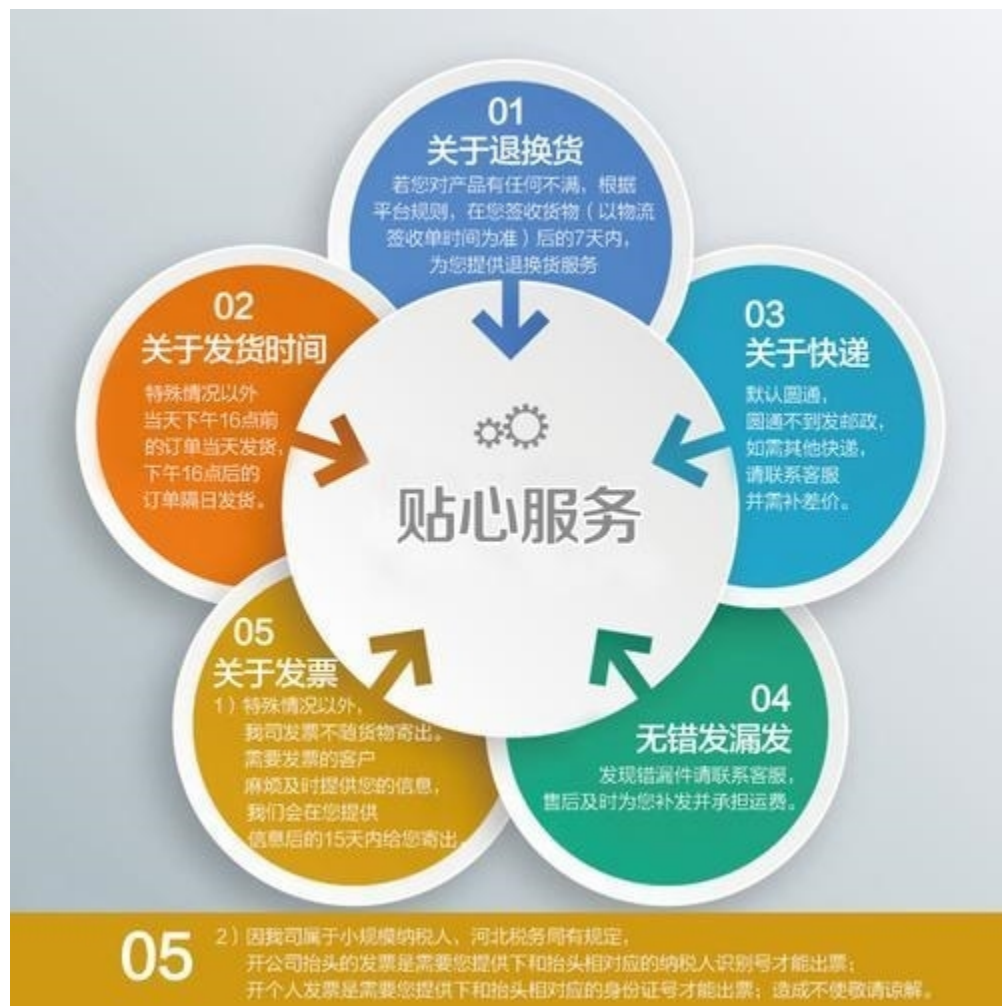 01
关于退换货
若您对产品有任何不满，根据
平台规则，在您签收货物（以物流
签收单时间为准）后的7天内，
为您提供退换货服务
02
关于发货时间
特殊情况以外
当天下午16点前
的订单当天发货，
下午16点后的
订单隔日发货。
03
关于快递
默认圆通，
圆通不到发邮政，
如需其他快递，
请联系客服
并需补差价。
贴心服务
04
无错发漏发
发现错漏件请联系客服，
售后及时为您补发并承担运费。
05
关于发票
1）特殊情况以外，
我司发票不随货物寄出。
需要发票的客户
麻烦及时提供您的信息，
我们会在您提供
信息后的15天内给您寄出。
05
2）因我司属于小规模纳税人、河北税务局有规定，
开公司抬头的发票是需要您提供下和抬头相对应的纳税人识别号才能出票；
开个人发票是需要您提供下和抬头相对应的身份证号才能出票；造成不便敬请谅解。